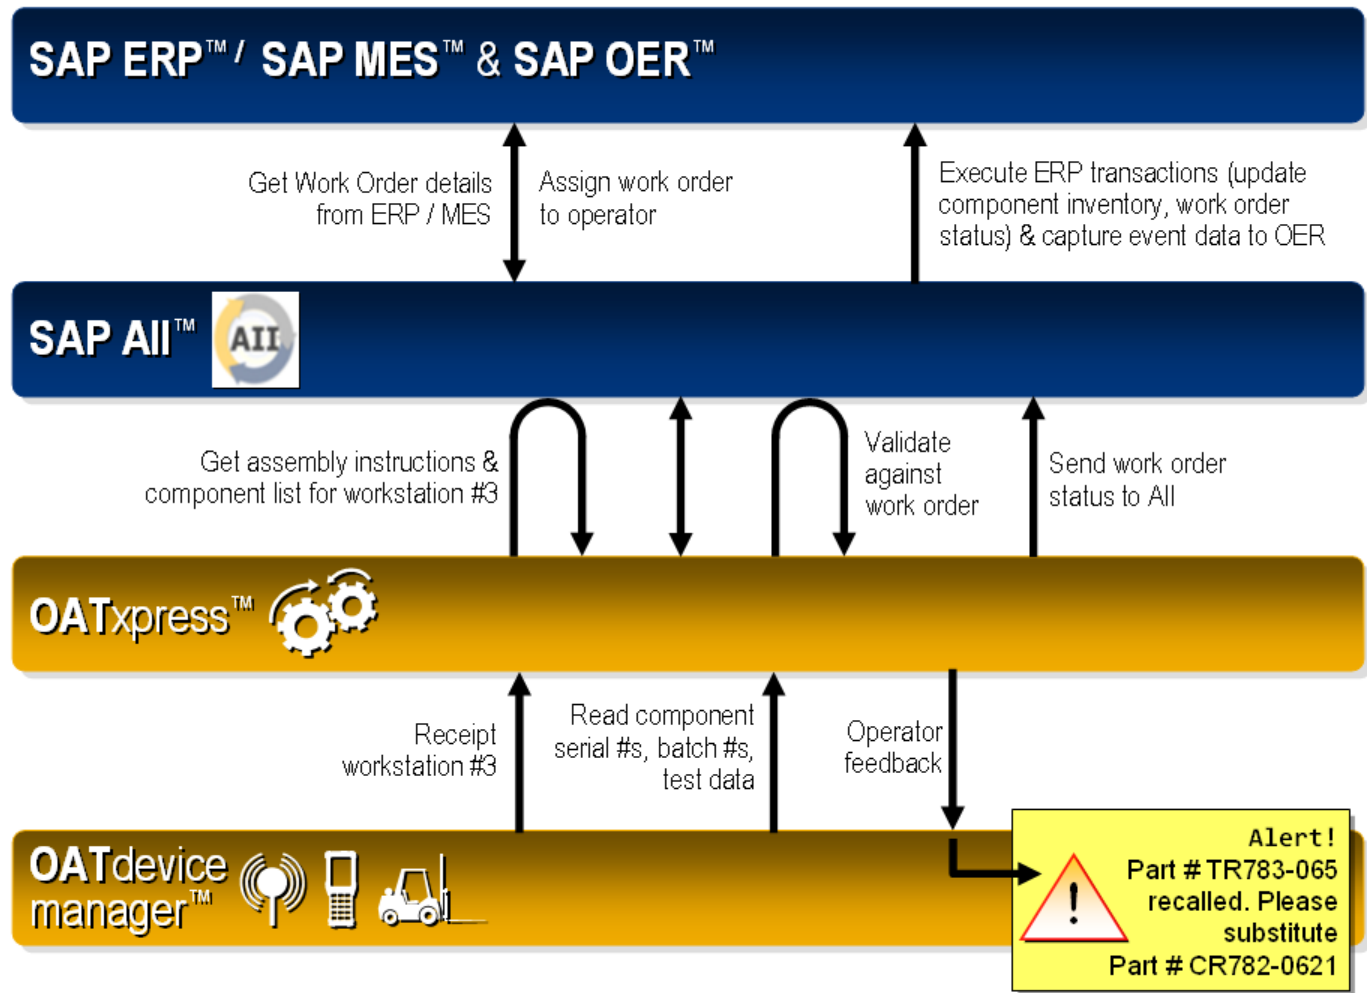 SAP ERP™ / SAP MES™ & SAP OER™
Get Work Order details
from ERP / MES
Assign work order
to operator
Execute ERP transactions (update
component inventory, work order
status) & capture event data to OER
SAP AII™
AII
Get assembly instructions &
component list for workstation #3
Validate
against
work order
Send work order
status to AII
OATxpress™
Receipt
workstation #3
Read component
serial #s, batch #s,
test data
Operator
feedback
OATdevice
manager™
Alert!
Part # TR783-065
recalled. Please
substitute
Part # CR782-0621